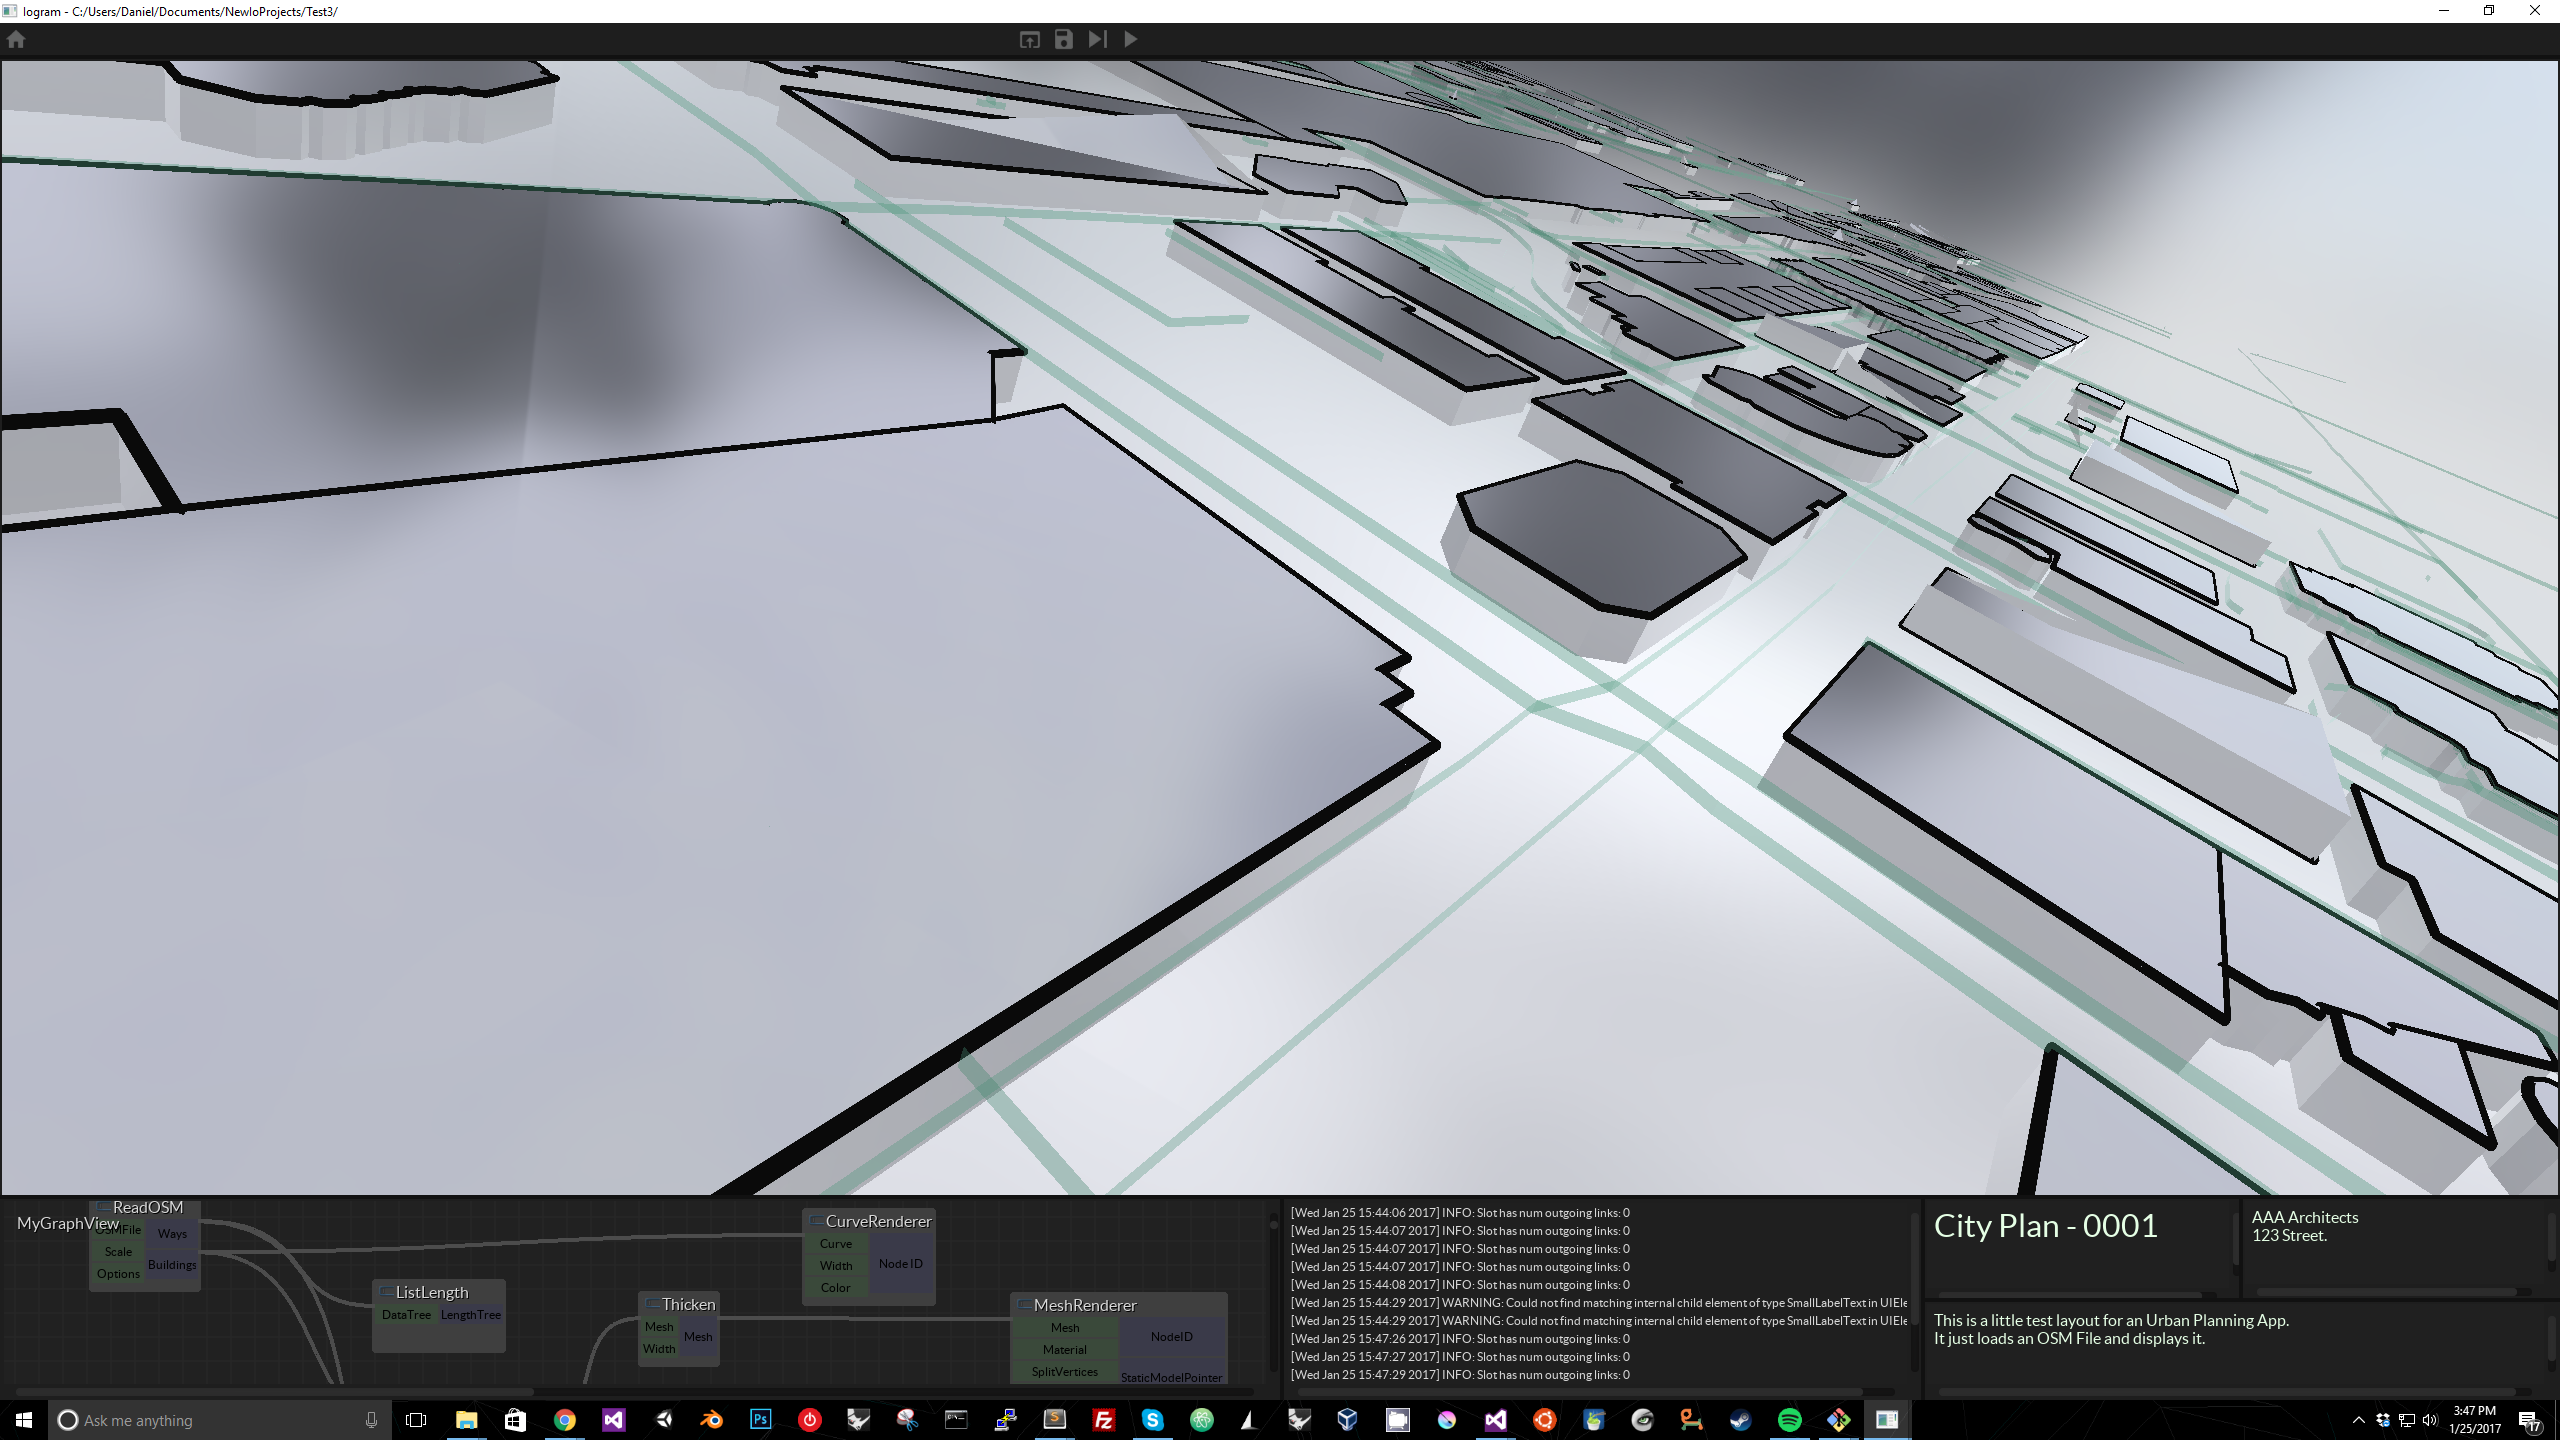 Iogram - C:/Users/Daniel/Documents/NewIoProjects/Test3/
MyGraphView
ReadOSM
OSMFile
Ways
Scale
Buildings
Options
ListLength
DataTree LengthTree
Thicken
Mesh
Mesh
Width
CurveRenderer
Curve
Width
Node ID
Color
MeshRenderer
Mesh
NodeID
Material
SplitVertices
StaticModelPointer
[Wed Jan 25 15:44:06 2017] INFO: Slot has num outgoing links: 0
[Wed Jan 25 15:44:07 2017] INFO: Slot has num outgoing links: 0
[Wed Jan 25 15:44:07 2017] INFO: Slot has num outgoing links: 0
[Wed Jan 25 15:44:07 2017] INFO: Slot has num outgoing links: 0
[Wed Jan 25 15:44:08 2017] INFO: Slot has num outgoing links: 0
[Wed Jan 25 15:44:29 2017] WARNING: Could not find matching internal child element of type SmallLabelText in UIEle
[Wed Jan 25 15:44:29 2017] WARNING: Could not find matching internal child element of type SmallLabelText in UIEle
[Wed Jan 25 15:47:26 2017] INFO: Slot has num outgoing links: 0
[Wed Jan 25 15:47:27 2017] INFO: Slot has num outgoing links: 0
[Wed Jan 25 15:47:29 2017] INFO: Slot has num outgoing links: 0
City Plan - 0001
AAA Architects
123 Street.
This is a little test layout for an Urban Planning App.
It just loads an OSM File and displays it.
Ask me anything
Ps
Fz
3:47 PM
1/25/2017
17